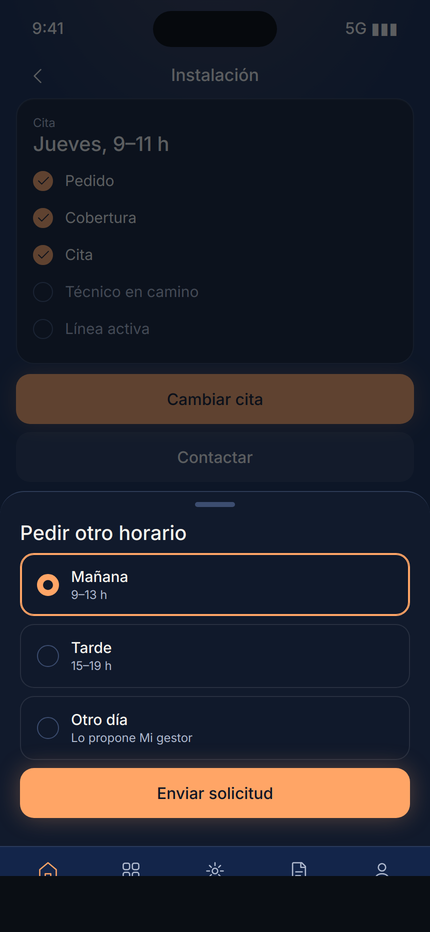 9:41
5G
Instalación
Cita
Jueves, 9–11 h
Pedido
Cobertura
Cita
Técnico en camino
Línea activa
Cambiar cita
Contactar
Pedir otro horario
Mañana
9–13 h
Tarde
15–19 h
Otro día
Lo propone Mi gestor
Enviar solicitud